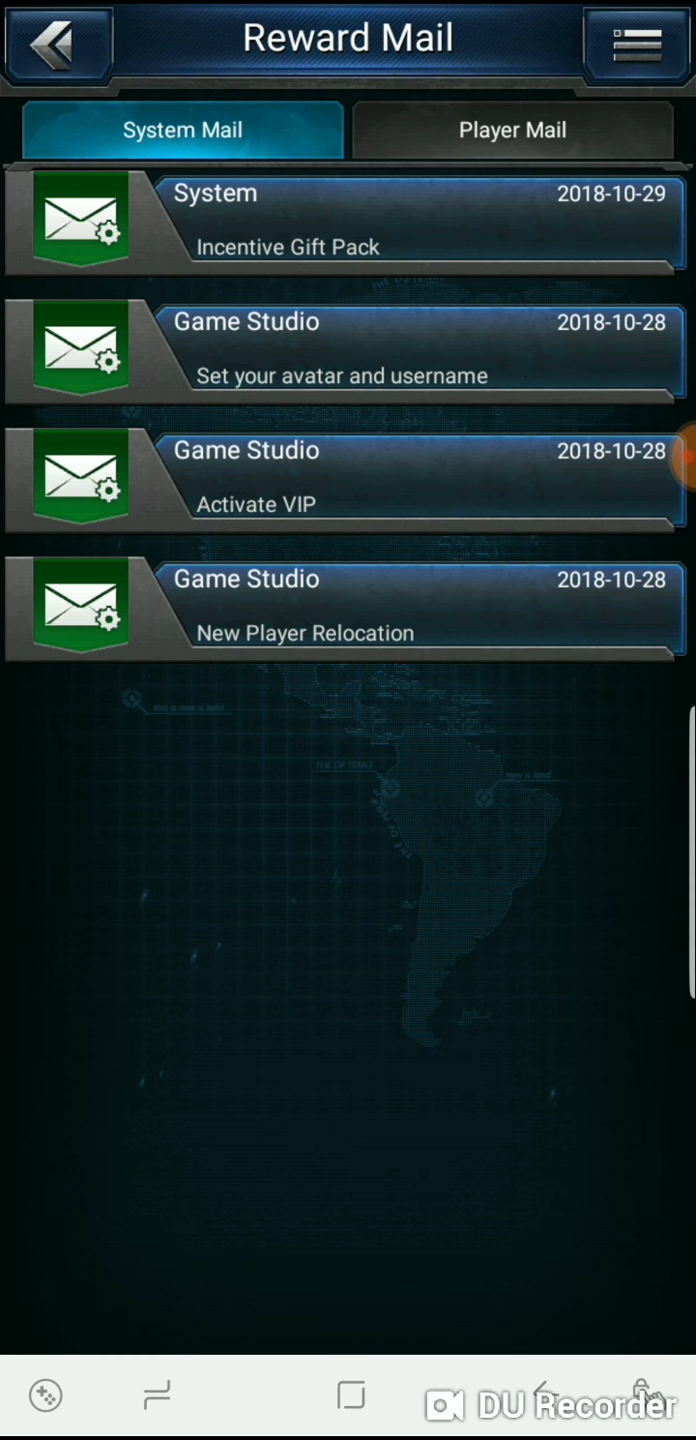 Reward Mail
System Mail
Player Mail
System
2018-10-29
Incentive Gift Pack
Game Studio
2018-10-28
Set your avatar and username
Game Studio
2018-10-28
Activate VIP
Game Studio
2018-10-28
New Player Relocation
DU Recorder